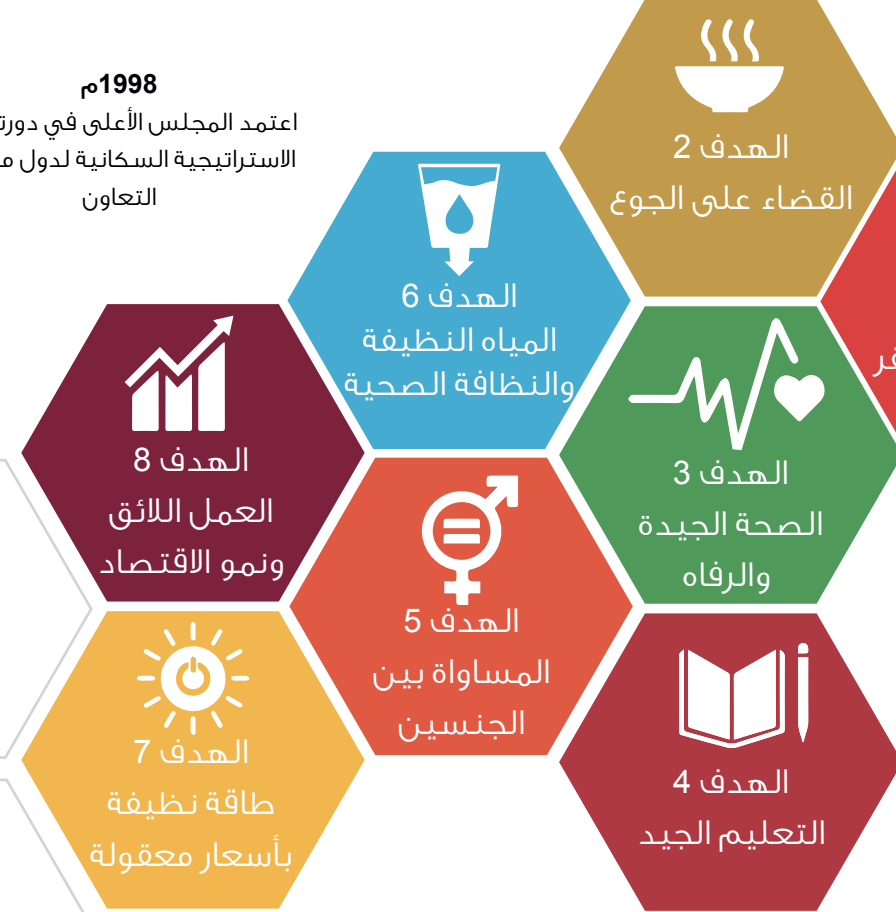 1998م
اعتمد المجلس الأعلى في
الاستراتيجية السكانية لدول
التعاون
الهدف 2
القضاء على الجوع
الهدف 6
المياه النظيفة
والنظافة الصحية
الهدف 3
الصحة الجيدة
والرفاه
الهدف 8
العمل اللائق
ونمو الاقتصاد
الهدف 5
المساواة بين
الجنسين
الهدف 4
التعليم الجيد
الهدف 7
طاقة نظيفة
بأسعار معقولة